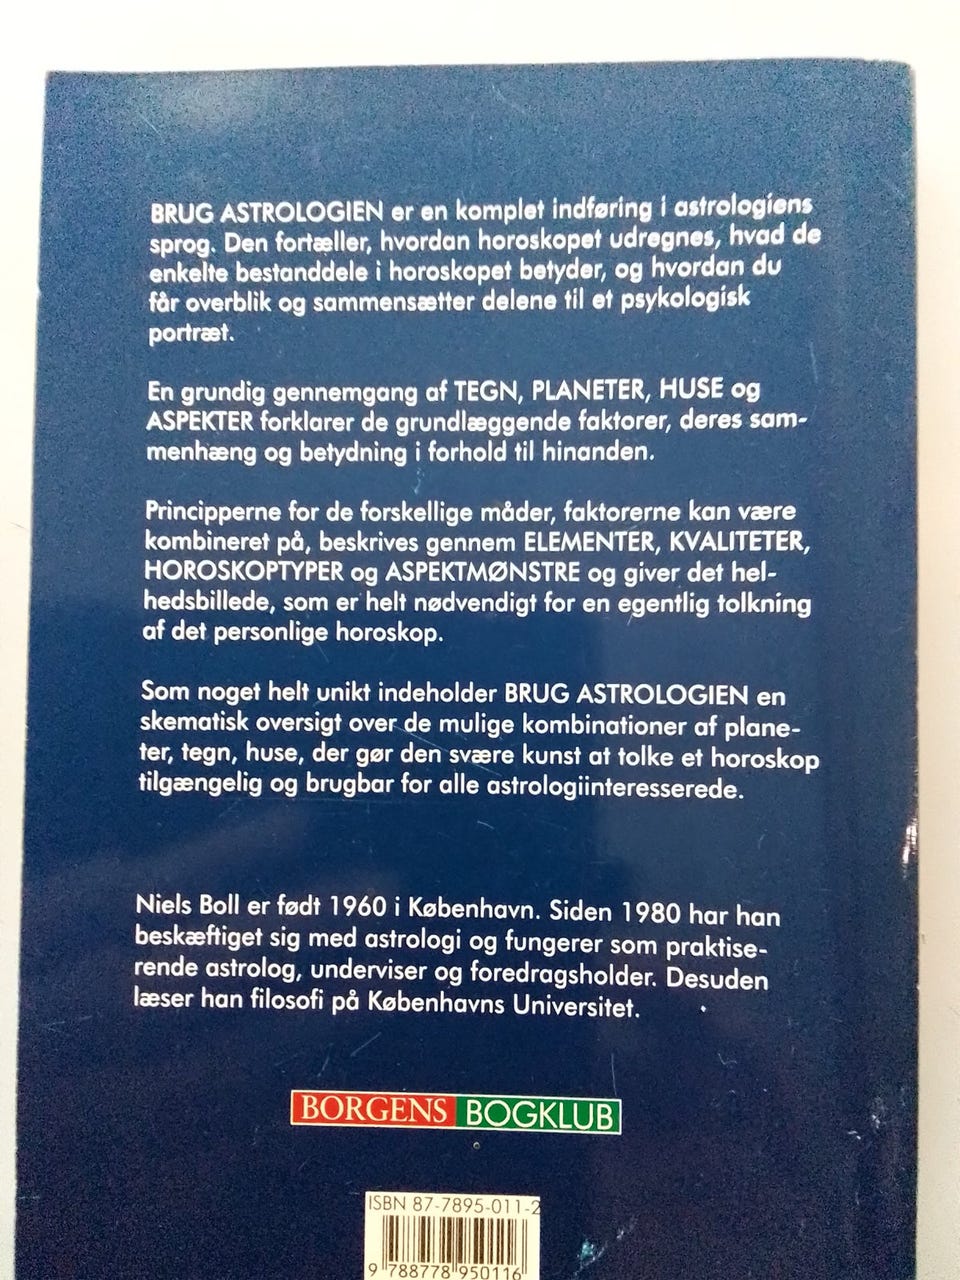 BRUG ASTROLOGIEN er en komplet indføring i astrologiens
sprog. Den fortæller, hvordan horoskopet udregnes, hvad de
enkelte bestanddele i horoskopet betyder, og hvordan du
får overblik og sammensætter delene til et psykologisk
portræt.
En grundig gennemgang af TEGN, PLANETER, HUSE og
ASPEKTER forklarer de grundlæggende faktorer, deres sam-
menhæng og betydning i forhold til hinanden.
Principperne for de forskellige måder, faktorerne kan være
kombineret på, beskrives gennem ELEMENTER, KVALITETER,
HOROSKOPTYPER og ASPEKTMØNSTRE og giver det hel-
hedsbillede, som er helt nødvendigt for en egentlig tolkning
af det personlige horoskop.
Som noget helt unikt indeholder BRUG ASTROLOGIEN en
skematisk oversigt over de mulige kombinationer af plane-
ter, tegn, huse, der gør den svære kunst at tolke et horoskop
tilgængelig og brugbar for alle astrologiinteresserede.
Niels Boll er født 1960 i København. Siden 1980 har han
beskæftiget sig med astrologi og fungerer som praktise-
rende astrolog, underviser og foredragsholder. Desuden
læser han filosofi på Københavns Universitet.
BORGENS BOGKLUB
ISBN 87-7895-011-2
9 788778 950116